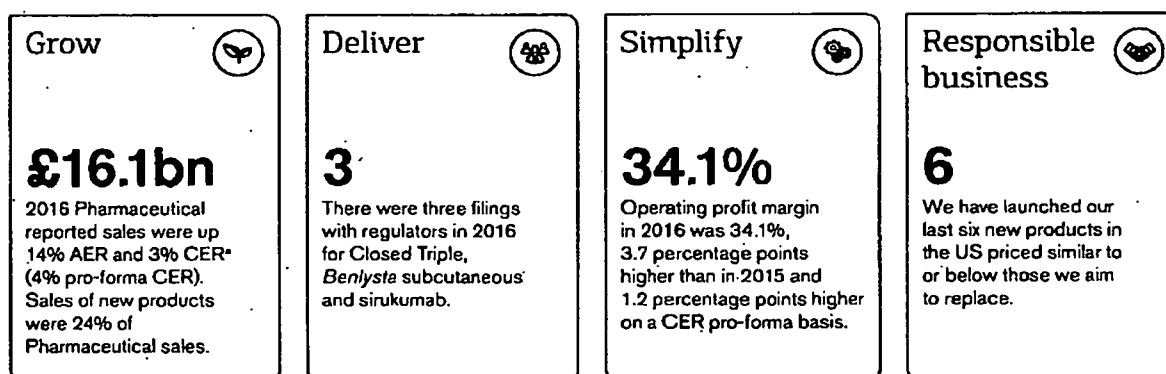 Grow
£16.1bn
2016 Pharmaceutical
reported sales were up
14% AER and 3% CERª
(4% pro-forma CER).
Sales of new products
were 24% of
Pharmaceutical sales.
Deliver
3
There were three filings
with regulators in 2016
for Closed Triple,
Benlysta subcutaneous
and sirukumab.
Simplify
34.1%
Operating profit margin
in 2016 was 34.1%,
3.7 percentage points
higher than in 2015 and
1.2 percentage points higher
on a CER pro-forma basis.
Responsible
business
6
We have launched our
last six new products in
the US priced similar to
or below those we aim
to replace.